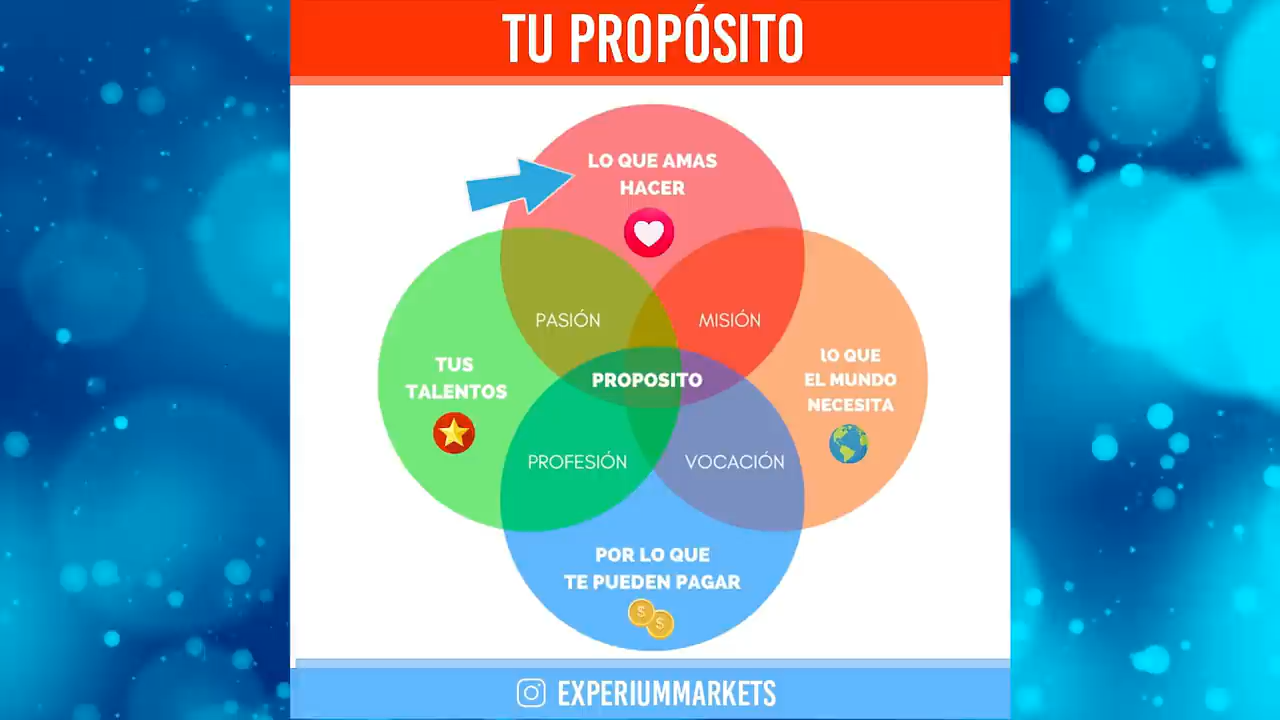 TU PROPÓSITO
LO QUE AMAS
HACER
PASIÓN
MISIÓN
TUS
TALENTOS
lO QUE
EL MUNDO
NECESITA
PROPOSITO
PROFESIÓN
VOCACIÓN
POR LO QUE
TE PUEDEN PAGAR
$ $
EXPERIUMMARKETS